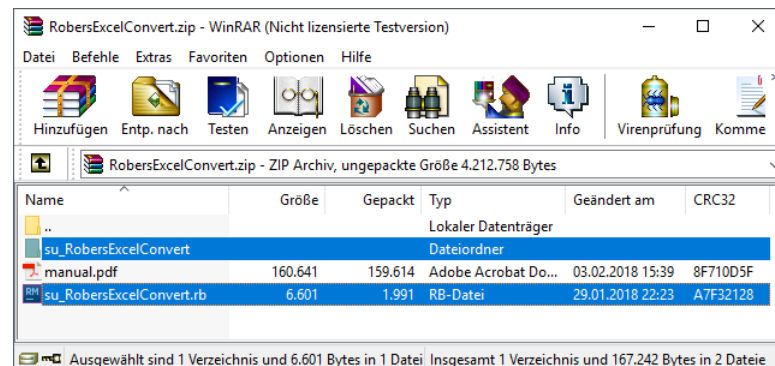 RobersExcelConvert.zip - WinRAR (Nicht lizensierte Testversion)
Datei Befehle Extras Favoriten Optionen Hilfe
Hinzufügen Entp. nach Testen Anzeigen Löschen Suchen Assistent Info Virenprüfung Komme
RobersExcelConvert.zip - ZIP Archiv, ungepackte Größe 4.212.758 Bytes
Name Größe Gepackt Typ Geändert am CRC32
.. Lokaler Datenträger
su_RobersExcelConvert Dateiordner
manual.pdf 160.641 159.614 Adobe Acrobat Do... 03.02.2018 15:39 8F710D5F
RM su_RobersExcelConvert.rb 6.601 1.991 RB-Datei 29.01.2018 22:23 A7F32128
Ausgewählt sind 1 Verzeichnis und 6.601 Bytes in 1 Datei Insgesamt 1 Verzeichnis und 167.242 Bytes in 2 Dateie